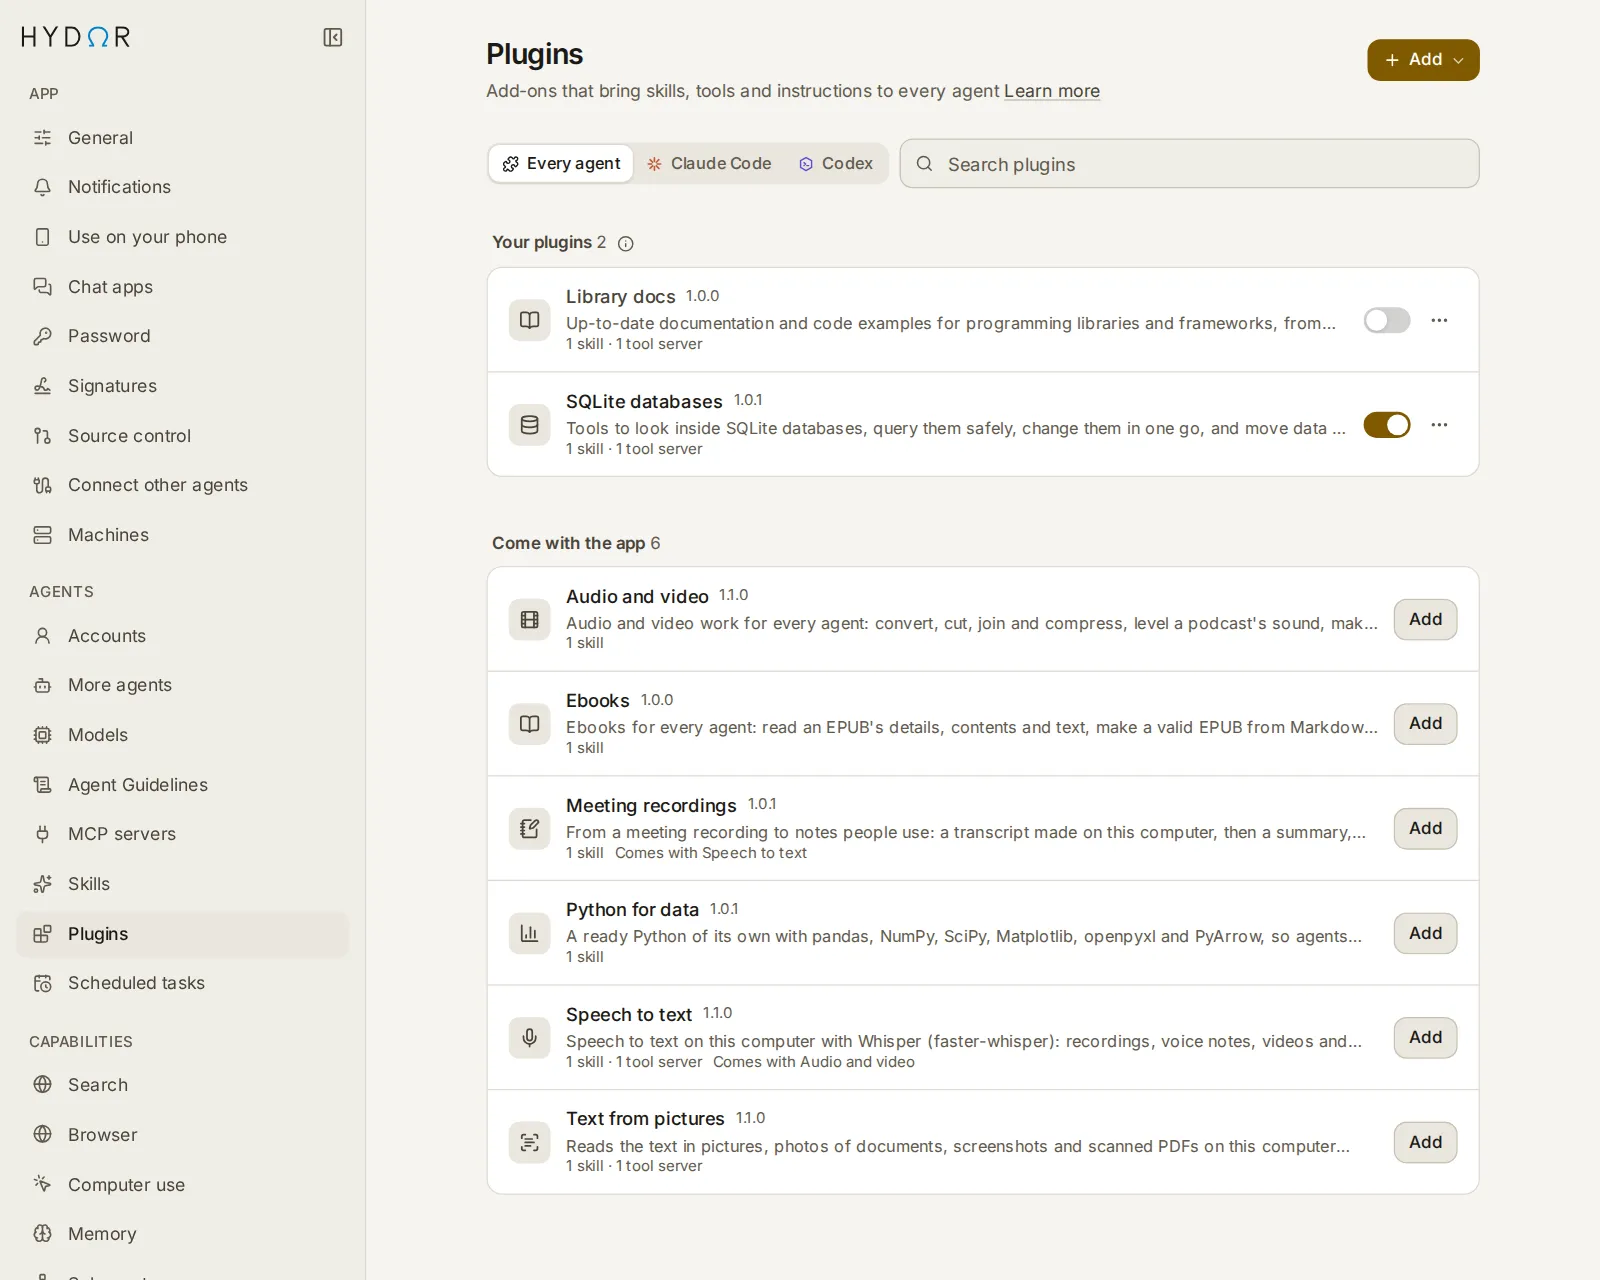 HYDΩR
APP
General
Notifications
Use on your phone
Chat apps
Password
Signatures
Source control
Connect other agents
Machines
AGENTS
Accounts
More agents
Models
Agent Guidelines
MCP servers
Skills
Plugins
Scheduled tasks
CAPABILITIES
Search
Browser
Computer use
Memory
Plugins
Add-ons that bring skills, tools and instructions to every agent Learn more
Add
Every agent
Claude Code
Codex
Search plugins
Your plugins 2
Library docs 1.0.0
Up-to-date documentation and code examples for programming libraries and frameworks, from...
1 skill · 1 tool server
SQLite databases 1.0.1
Tools to look inside SQLite databases, query them safely, change them in one go, and move data ...
1 skill · 1 tool server
Come with the app 6
Audio and video 1.1.0
Audio and video work for every agent: convert, cut, join and compress, level a podcast's sound, mak...
1 skill
Add
Ebooks 1.0.0
Ebooks for every agent: read an EPUB's details, contents and text, make a valid EPUB from Markdow...
1 skill
Add
Meeting recordings 1.0.1
From a meeting recording to notes people use: a transcript made on this computer, then a summary,...
1 skill Comes with Speech to text
Add
Python for data 1.0.1
A ready Python of its own with pandas, NumPy, SciPy, Matplotlib, openpyxl and PyArrow, so agents...
1 skill
Add
Speech to text 1.1.0
Speech to text on this computer with Whisper (faster-whisper): recordings, voice notes, videos and...
1 skill · 1 tool server Comes with Audio and video
Add
Text from pictures 1.1.0
Reads the text in pictures, photos of documents, screenshots and scanned PDFs on this computer...
1 skill · 1 tool server
Add